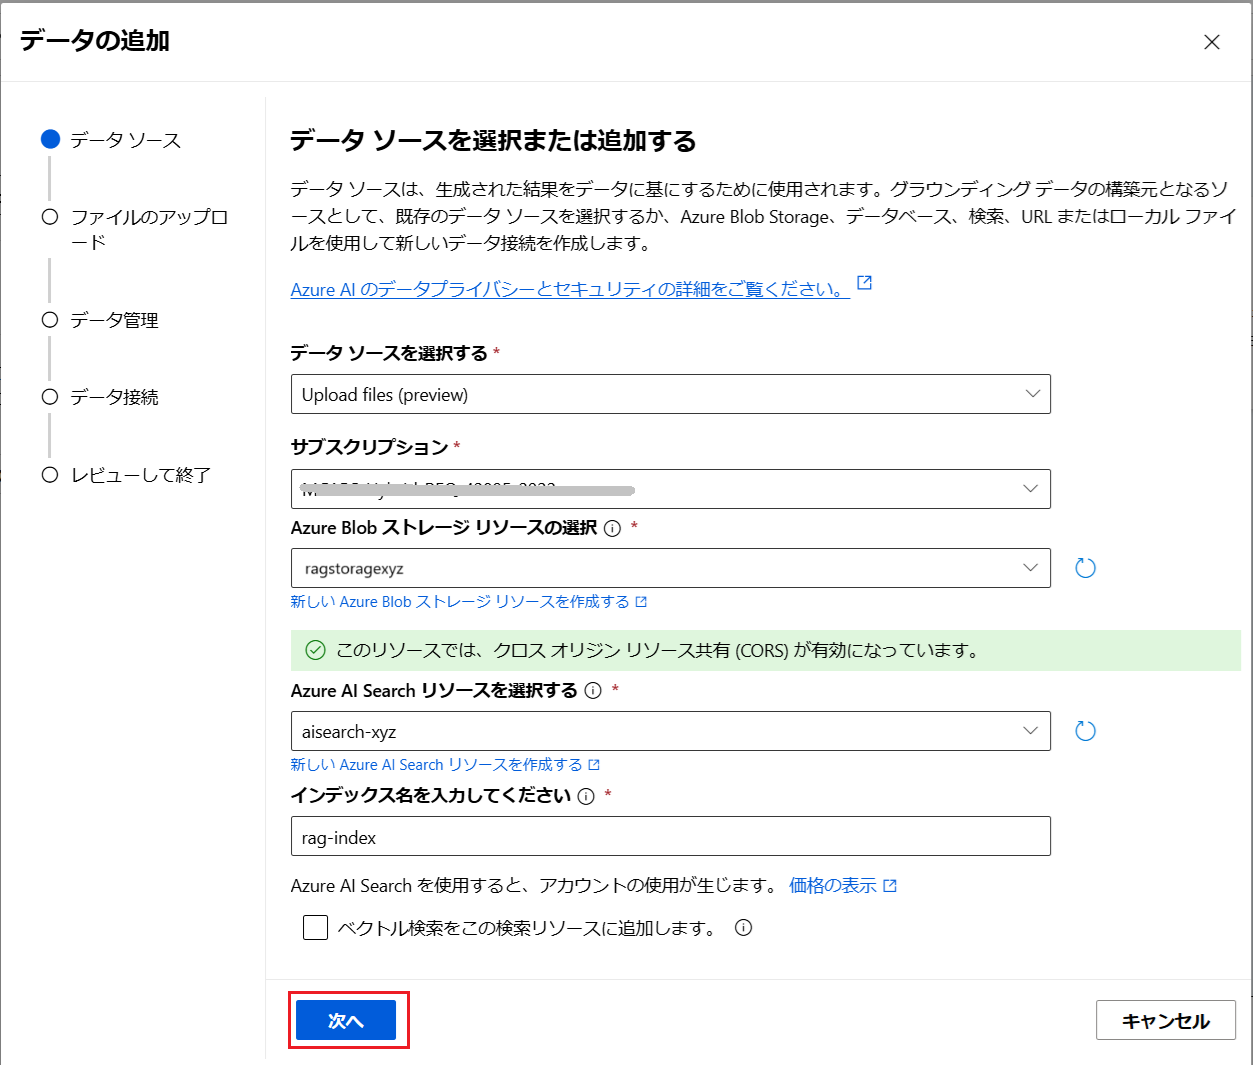 データの追加
データ ソース
ファイルのアップロ
ード
データ管理
データ接続
レビューして終了
データ ソースを選択または追加する
データ ソースは、生成された結果をデータに基にするために使用されます。グラウンディング データの構築元となるソ
ースとして、既存のデータ ソースを選択するか、Azure Blob Storage、データベース、検索、URL またはローカル ファイ
ルを使用して新しいデータ接続を作成します。
Azure AI のデータプライバシーとセキュリティの詳細をご覧ください。
データ ソースを選択する *
Upload files (preview)
サブスクリプション *
Azure Blob ストレージ リソースの選択 *
ragstoragexyz
新しい Azure Blob ストレージ リソースを作成する
このリソースでは、クロス オリジン リソース共有 (CORS) が有効になっています。
Azure AI Search リソースを選択する *
aisearch-xyz
新しい Azure AI Search リソースを作成する
インデックス名を入力してください *
rag-index
Azure AI Search を使用すると、アカウントの使用が生じます。 価格の表示
ベクトル検索をこの検索リソースに追加します。
次へ
キャンセル